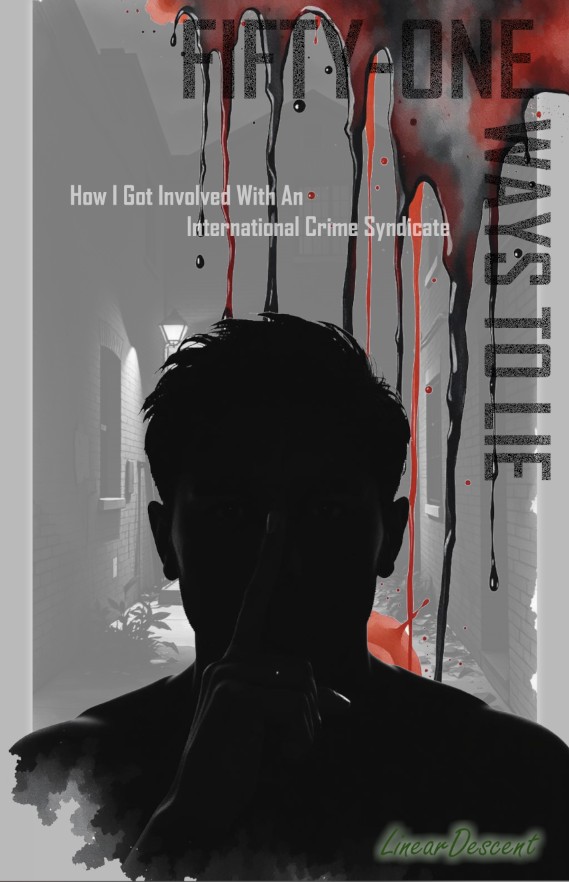 FIFTY-ONE
WAYS TO LIE
How I Got Involved With An
International Crime Syndicate
LinearDescent